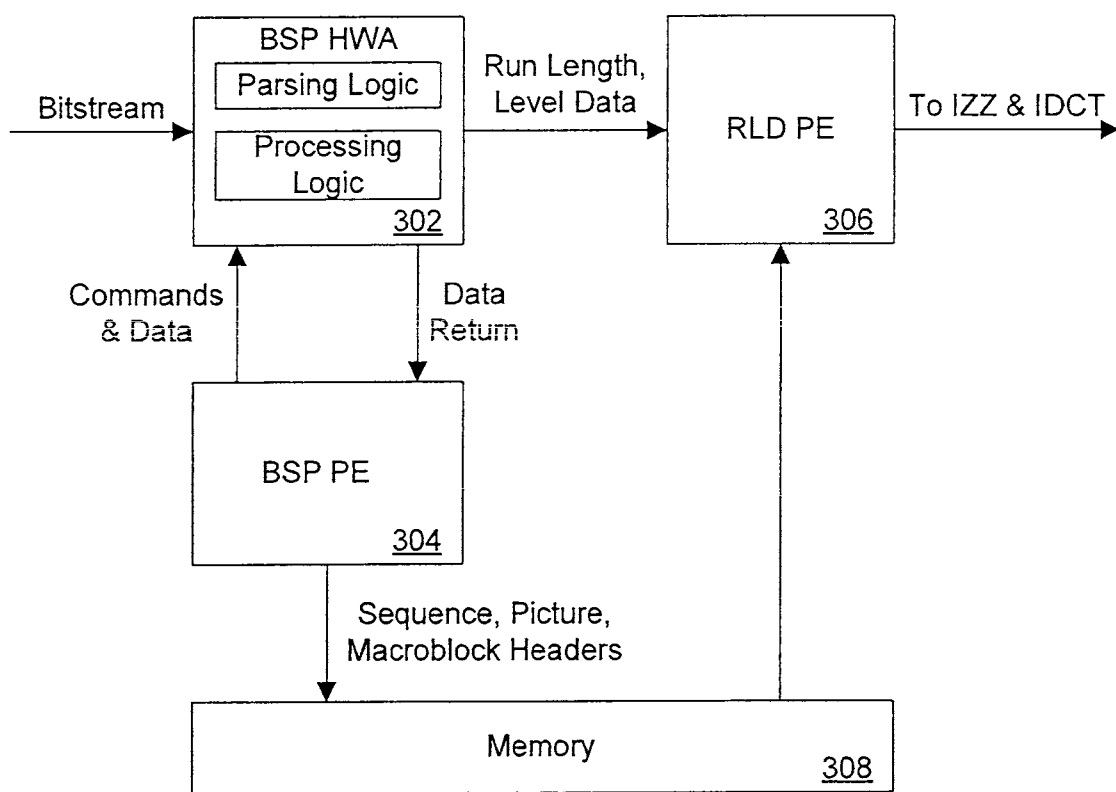 BSP HWA
Parsing Logic
Processing
Logic
302
Bitstream
Run Length,
Level Data
RLD PE
306
To IZZ & IDCT
Commands
& Data
Data
Return
BSP PE
304
Sequence, Picture,
Macroblock Headers
Memory
308